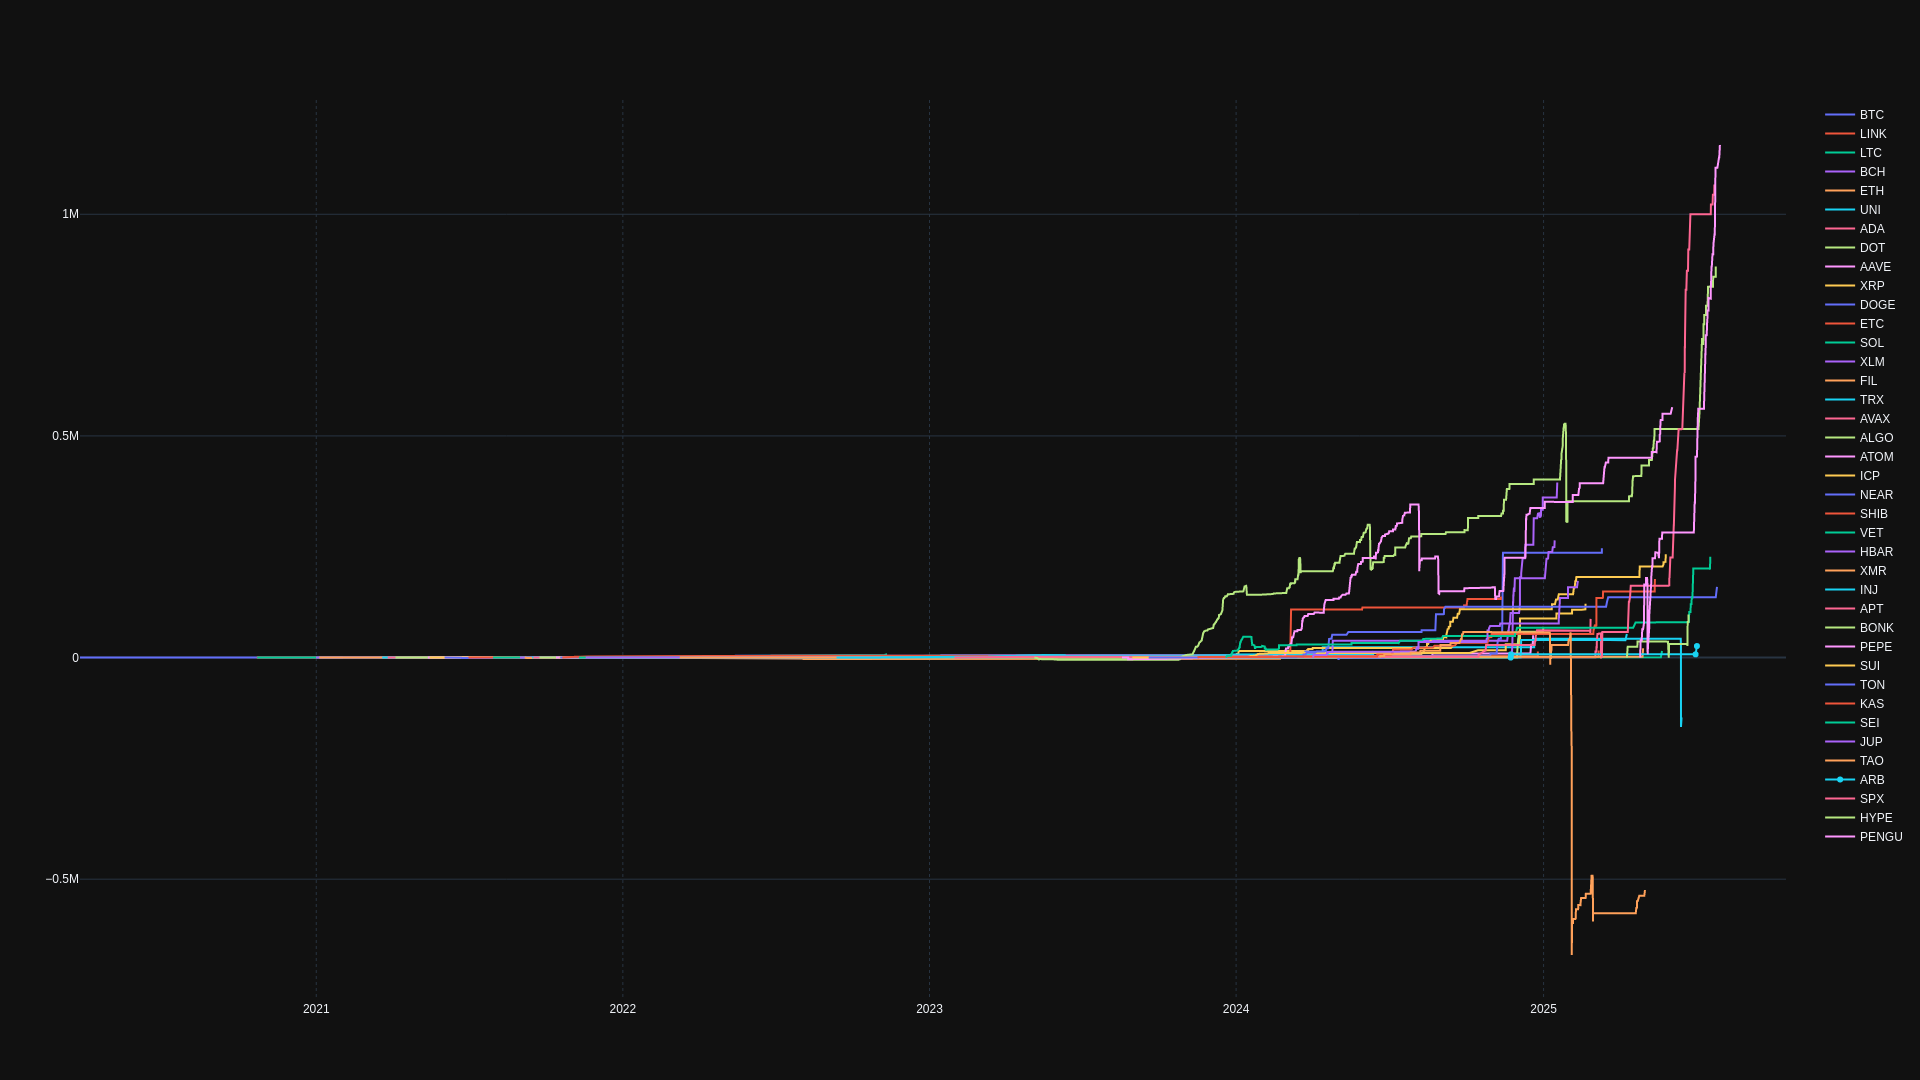 1M
0.5M
0
−0.5M
2021
2022
2023
2024
2025
BTC
LINK
LTC
BCH
ETH
UNI
ADA
DOT
AAVE
XRP
DOGE
ETC
SOL
XLM
FIL
TRX
AVAX
ALGO
ATOM
ICP
NEAR
SHIB
VET
HBAR
XMR
INJ
APT
BONK
PEPE
SUI
TON
KAS
SEI
JUP
TAO
ARB
SPX
HYPE
PENGU